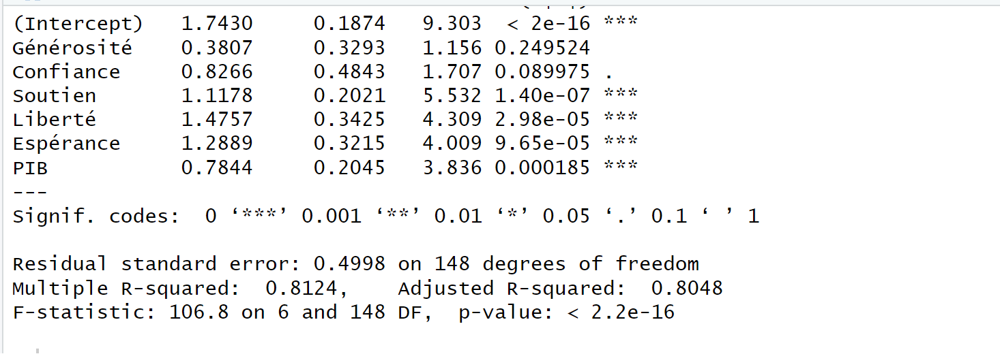 (Intercept)   1.7430     0.1874   9.303  < 2e-16 ***
Générosité    0.3807     0.3293   1.156 0.249524
Confiance     0.8266     0.4843   1.707 0.089975 .
Soutien       1.1178     0.2021   5.532 1.40e-07 ***
Liberté       1.4757     0.3425   4.309 2.98e-05 ***
Espérance     1.2889     0.3215   4.009 9.65e-05 ***
PIB           0.7844     0.2045   3.836 0.000185 ***
---
Signif. codes:  0 ‘***’ 0.001 ‘**’ 0.01 ‘*’ 0.05 ‘.’ 0.1 ‘ ’ 1
Residual standard error: 0.4998 on 148 degrees of freedom
Multiple R-squared:  0.8124,    Adjusted R-squared:  0.8048
F-statistic: 106.8 on 6 and 148 DF,  p-value: < 2.2e-16